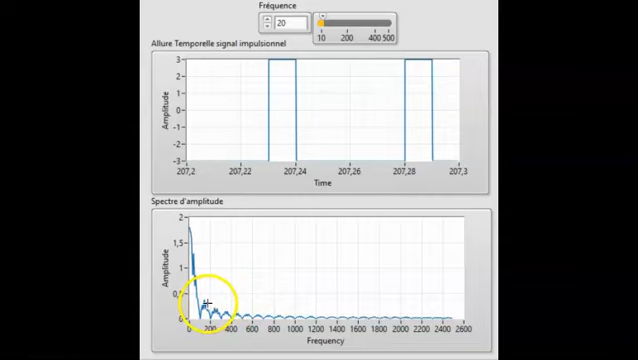 Fréquence
20
10 200 400 500
Allure Temporelle signal impulsionnel
Amplitude
3
2
1
0
-1
-2
-3
207,2 207,22 207,24 207,26 207,28 207,3
Time
Spectre d'amplitude
Amplitude
2
1,5
1
0,5
0
0 200 400 600 800 1000 1200 1400 1600 1800 2000 2200 2400 2600
Frequency